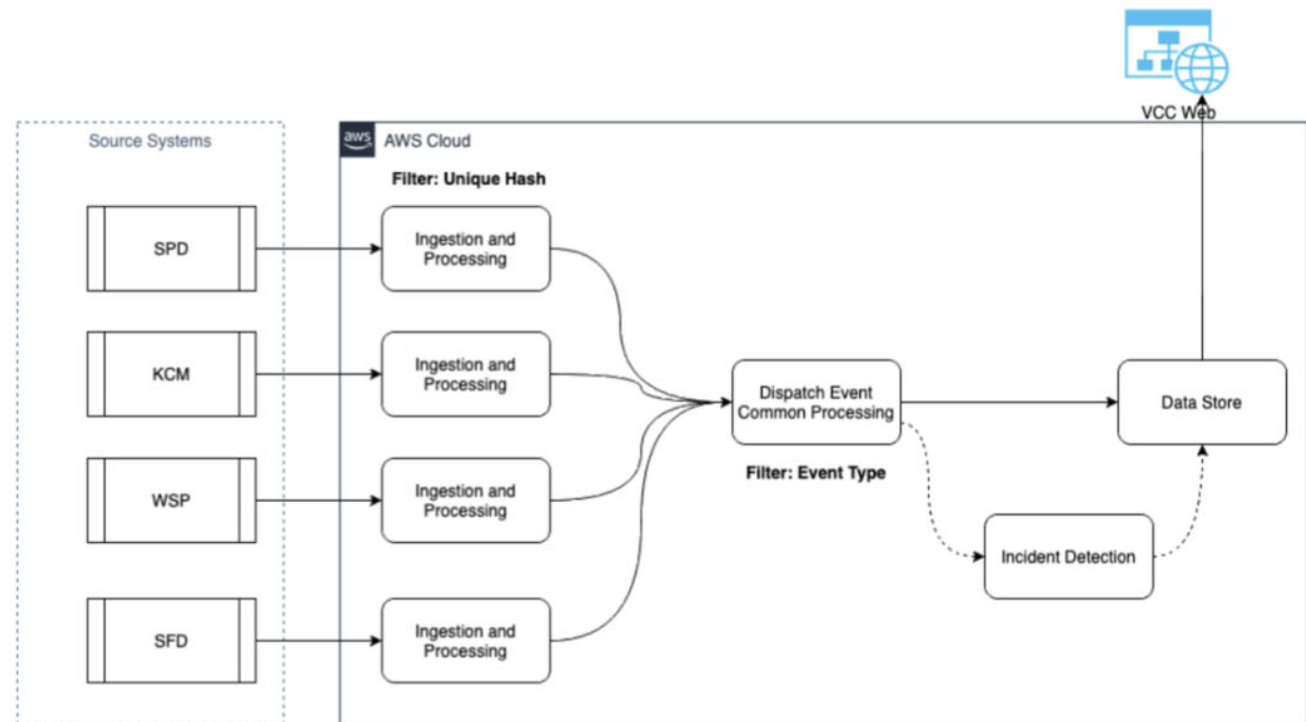 VCC Web
Source Systems
aws
AWS Cloud
Filter: Unique Hash
SPD
Ingestion and
Processing
KCM
Ingestion and
Processing
Dispatch Event
Common Processing
Data Store
Filter: Event Type
WSP
Ingestion and
Processing
Incident Detection
SFD
Ingestion and
Processing